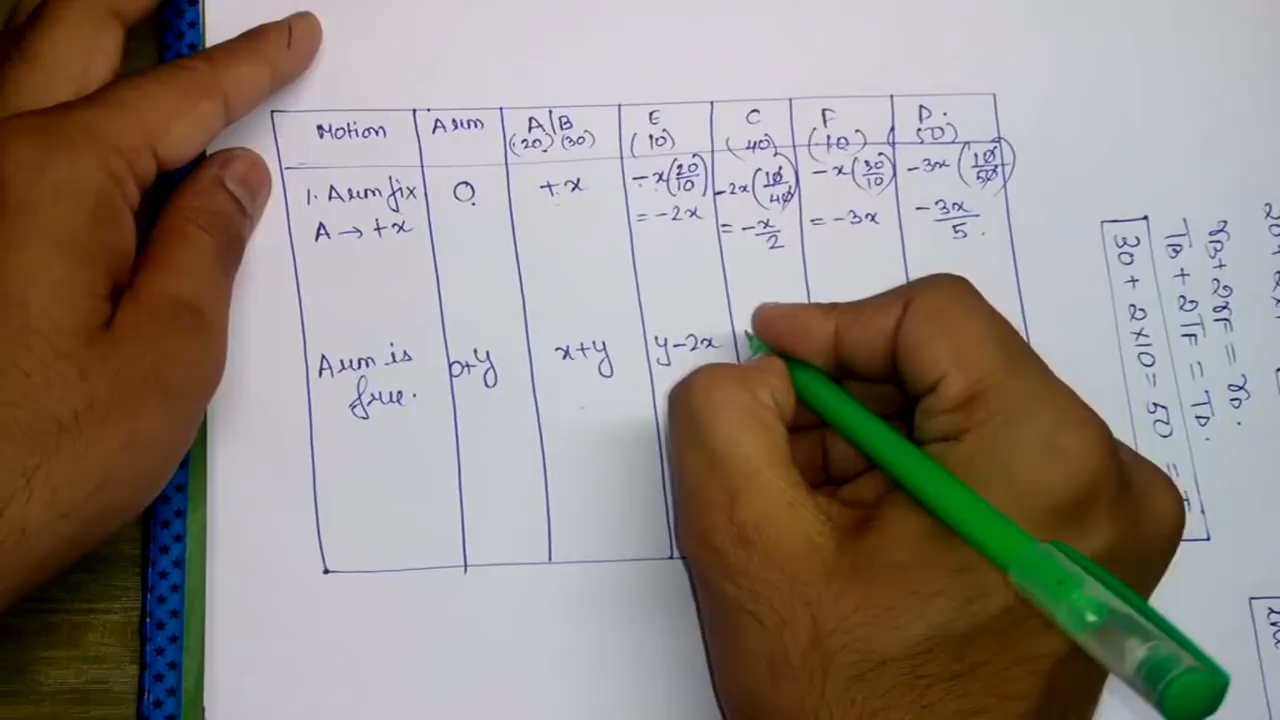 Motion Arm A|B E C F D.
(20) (30) (10) (40) (10) (50)
1. Arm fix 0 +x -x(20/10) -2x(10/40) -x(30/10) -3x(10/50)
A → +x = -2x = -x/2 = -3x -3x/5.
Arm is 0+y x+y y-2x
free.
rB + 2rF = rD.
TB + 2TF = TD.
30 + 2×10 = 50